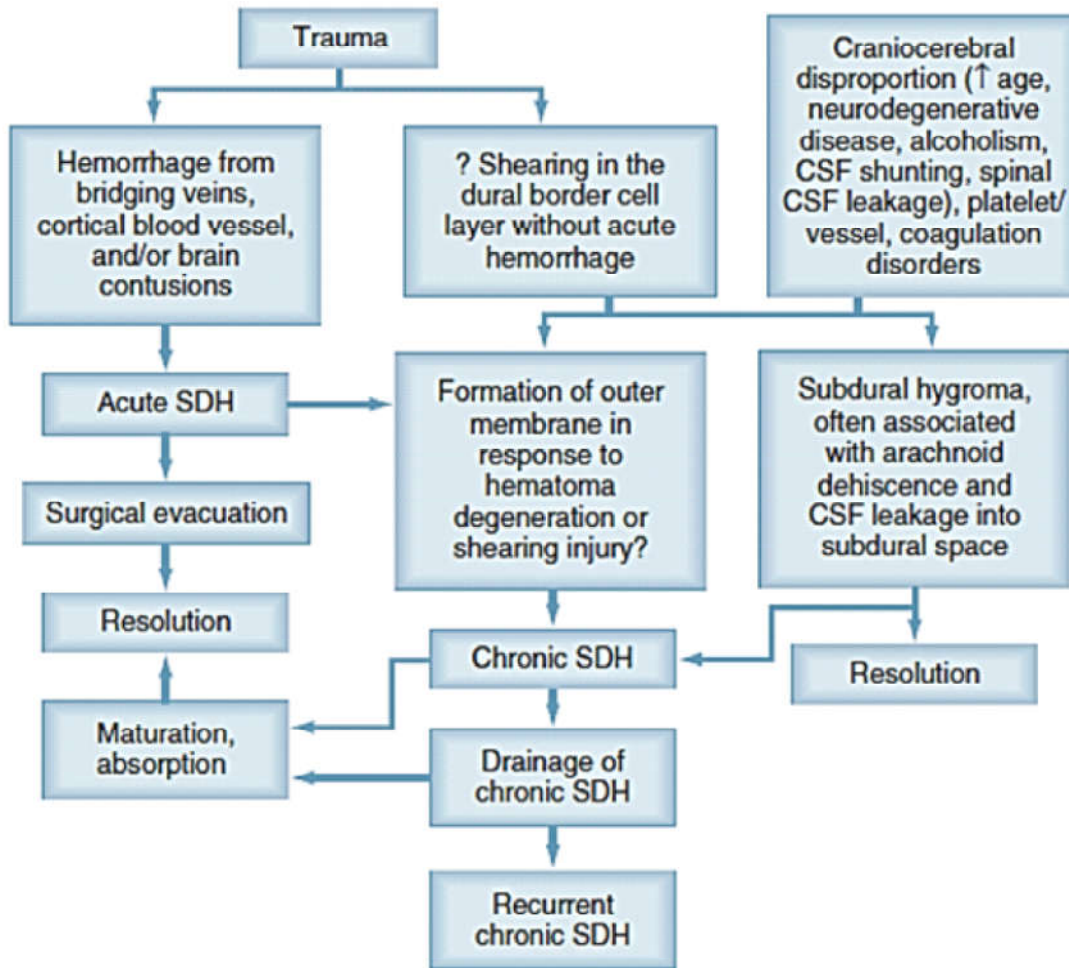 Trauma
Craniocerebral
disproportion (↑ age,
neurodegenerative
disease, alcoholism,
CSF shunting, spinal
CSF leakage), platelet/
vessel, coagulation
disorders
Hemorrhage from
bridging veins,
cortical blood vessel,
and/or brain
contusions
? Shearing in the
dural border cell
layer without acute
hemorrhage
Acute SDH
Formation of outer
membrane in
response to
hematoma
degeneration or
shearing injury?
Subdural hygroma,
often associated
with arachnoid
dehiscence and
CSF leakage into
subdural space
Surgical evacuation
Resolution
Chronic SDH
Resolution
Maturation,
absorption
Drainage of
chronic SDH
Recurrent
chronic SDH